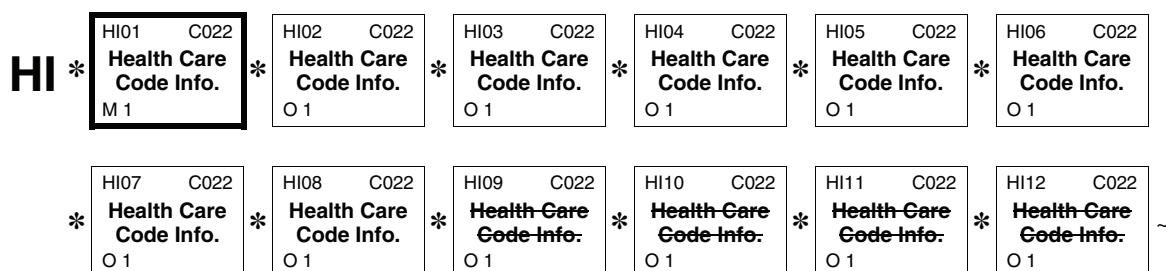 HI01 C022 HI02 C022 HI03 C022 HI04 C022 HI05 C022 HI06 C022
HI * Health Care * Health Care * Health Care * Health Care * Health Care * Health Care
Code Info. Code Info. Code Info. Code Info. Code Info. Code Info.
M 1 O 1 O 1 O 1 O 1 O 1
HI07 C022 HI08 C022 HI09 C022 HI10 C022 HI11 C022 HI12 C022
* Health Care * Health Care * Health Care * Health Care * Health Care * Health Care ~
Code Info. Code Info. Code Info. Code Info. Code Info. Code Info.
O 1 O 1 O 1 O 1 O 1 O 1